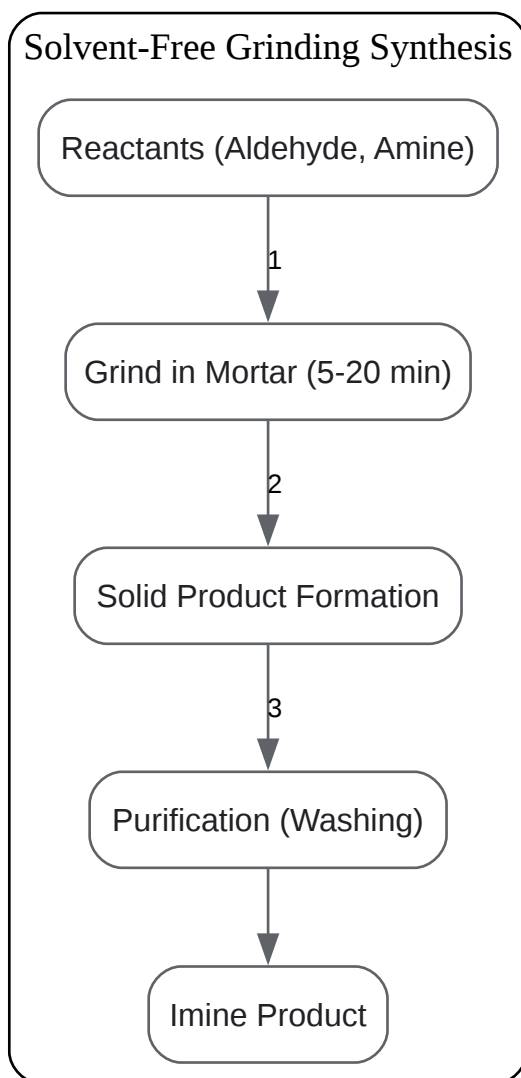 Solvent-Free Grinding Synthesis
Reactants (Aldehyde, Amine)
1
Grind in Mortar (5-20 min)
2
Solid Product Formation
3
Purification (Washing)
Imine Product